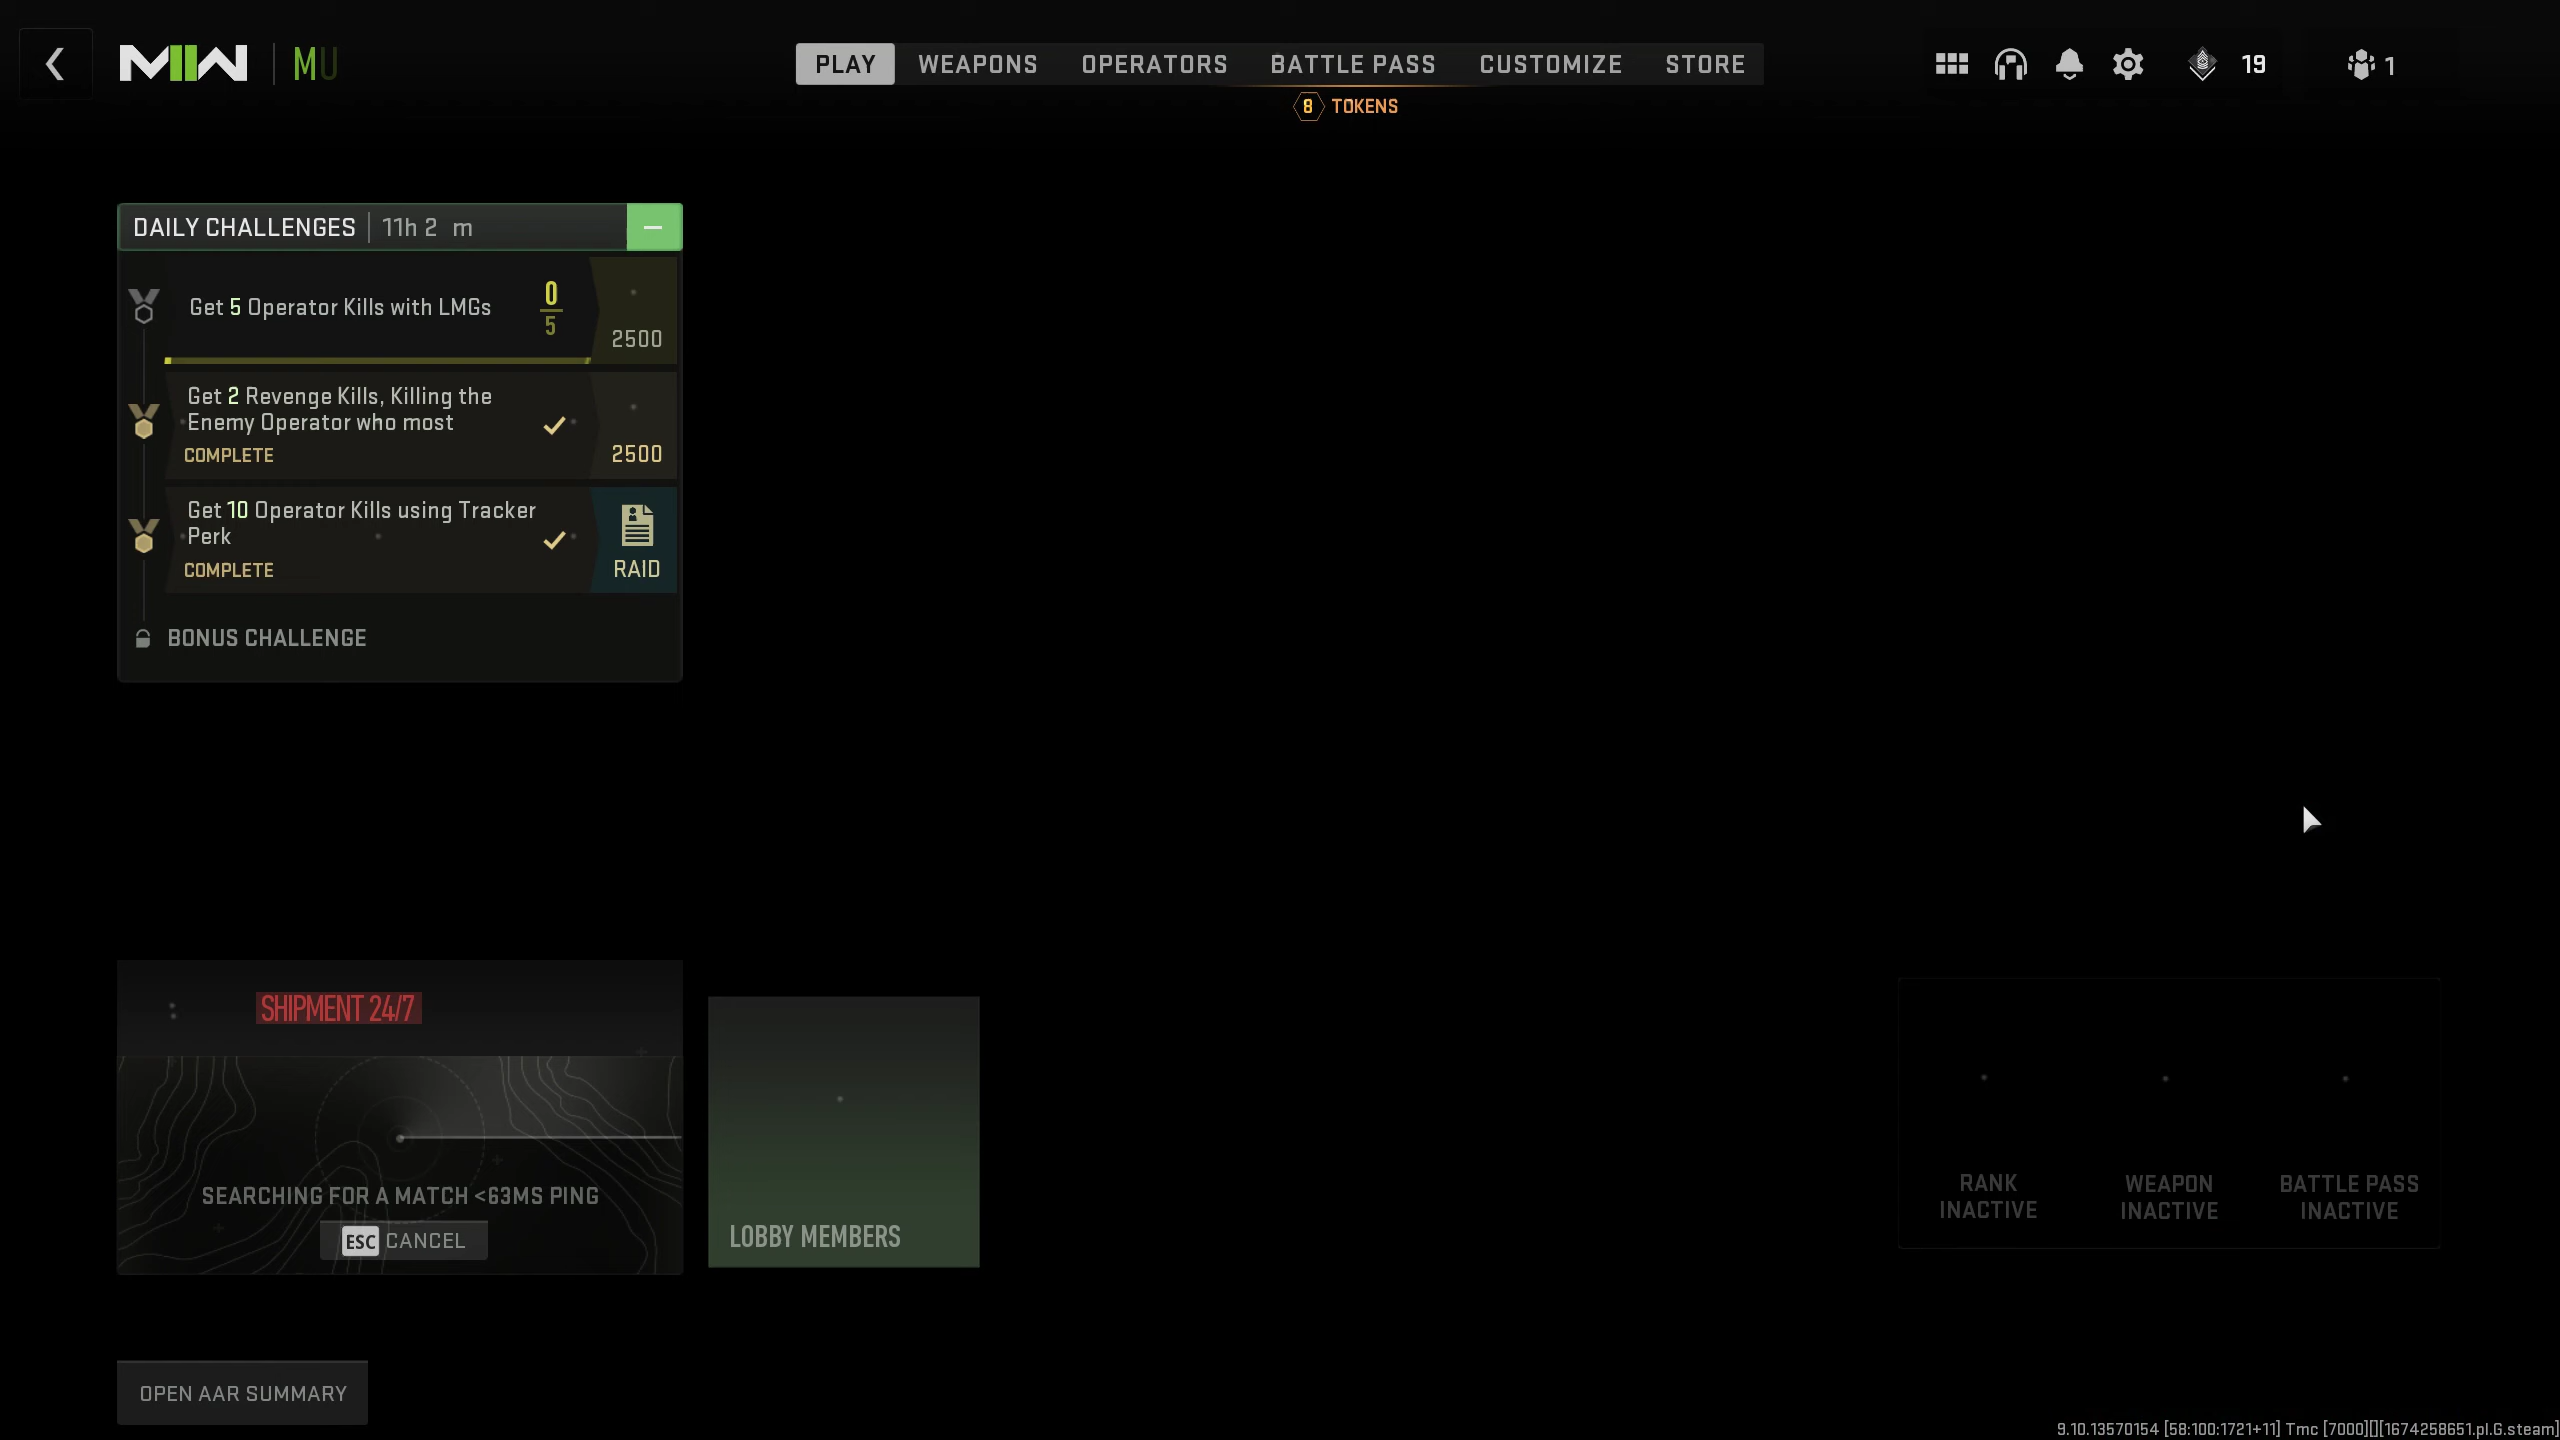 MIIW MU
PLAY WEAPONS OPERATORS BATTLE PASS CUSTOMIZE STORE
19
1
8 TOKENS
DAILY CHALLENGES 11h 2 m
Get 5 Operator Kills with LMGs
0
5
2500
Get 2 Revenge Kills, Killing the
Enemy Operator who most
COMPLETE
2500
Get 10 Operator Kills using Tracker
Perk
COMPLETE
RAID
BONUS CHALLENGE
SHIPMENT 24/7
SEARCHING FOR A MATCH <63MS PING
ESC CANCEL
LOBBY MEMBERS
RANK
INACTIVE
WEAPON
INACTIVE
BATTLE PASS
INACTIVE
OPEN AAR SUMMARY
9.10.13570154 [58:100:1721+11] Tmc [7000][][1674258651.pl.G.steam]